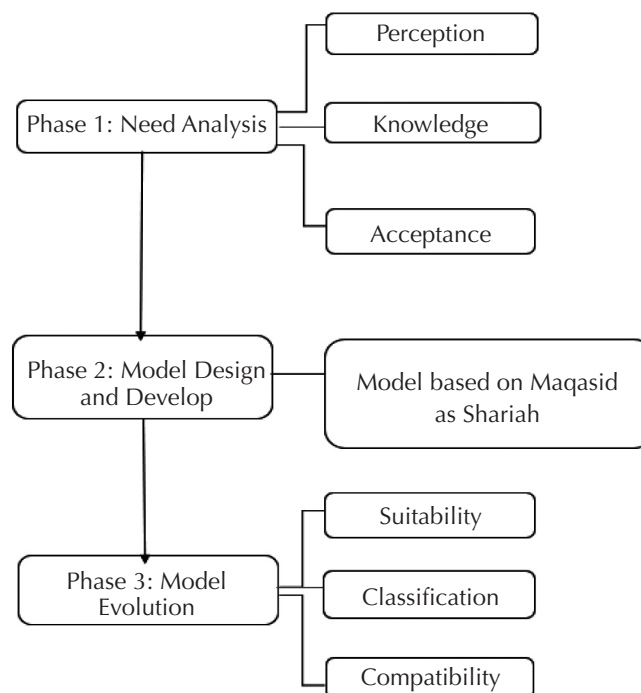 Perception
Phase 1: Need Analysis
Knowledge
Acceptance
Phase 2: Model Design
and Develop
Model based on Maqasid
as Shariah
Suitability
Phase 3: Model
Evolution
Classification
Compatibility